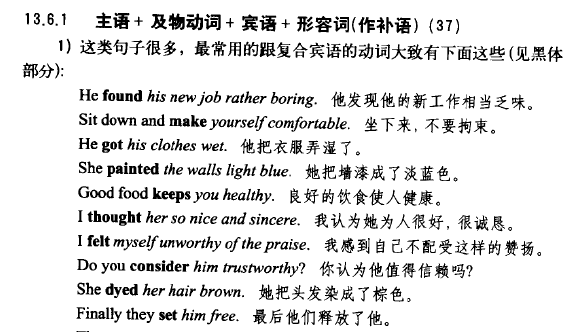 13.6.1 主语+及物动词+宾语+形容词(作补语) (37)
1) 这类句子很多,最常用的跟复合宾语的动词大致有下面这些(见黑体
部分):
He found his new job rather boring. 他发现他的新工作相当乏味。
Sit down and make yourself comfortable. 坐下来,不要拘束。
He got his clothes wet. 他把衣服弄湿了。
She painted the walls light blue. 她把墙漆成了淡蓝色。
Good food keeps you healthy. 良好的饮食使人健康。
I thought her so nice and sincere. 我认为她为人很好,很诚恳。
I felt myself unworthy of the praise. 我感到自己不配受这样的赞扬。
Do you consider him trustworthy? 你认为他值得信赖吗?
She dyed her hair brown. 她把头发染成了棕色。
Finally they set him free. 最后他们释放了他。